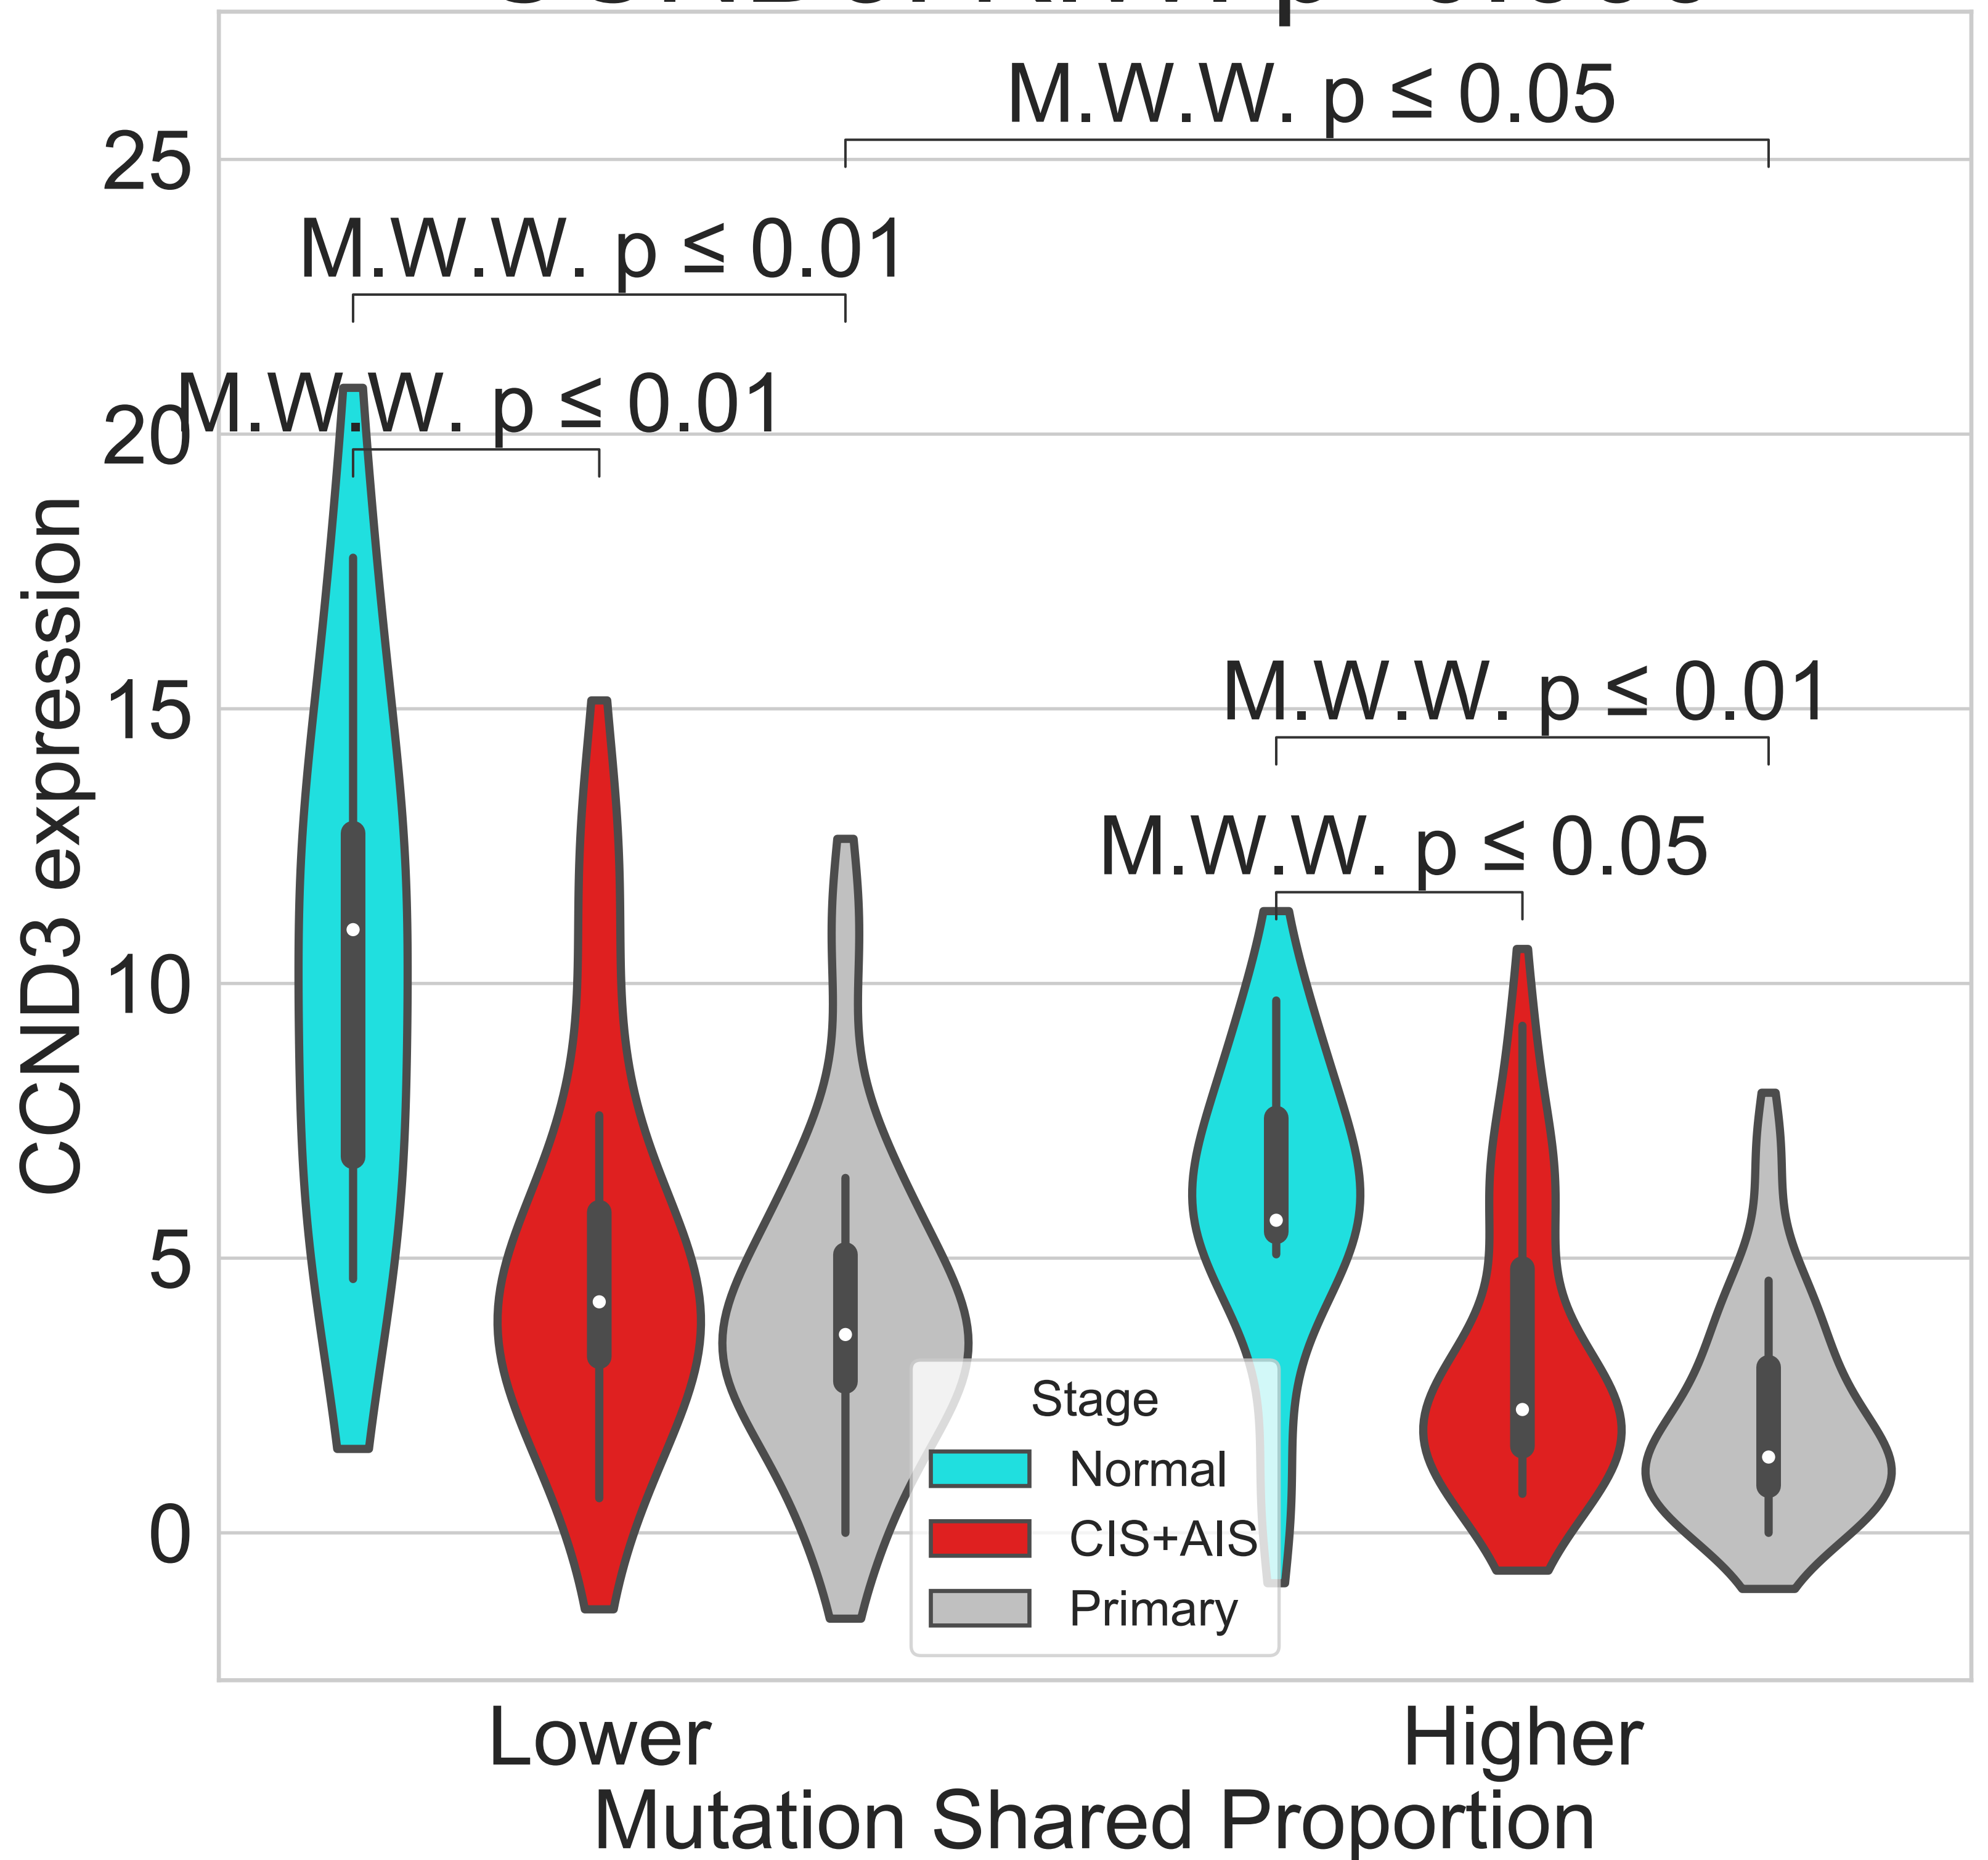 M.W.W. p ≤ 0.05
25
M.W.W. p ≤ 0.01
M.W.W. p ≤ 0.01
20
M.W.W. p ≤ 0.01
15
M.W.W. p ≤ 0.05
10
5
0
CCND3 expression
Stage
Normal
CIS+AIS
Primary
Lower
Higher
Mutation Shared Proportion